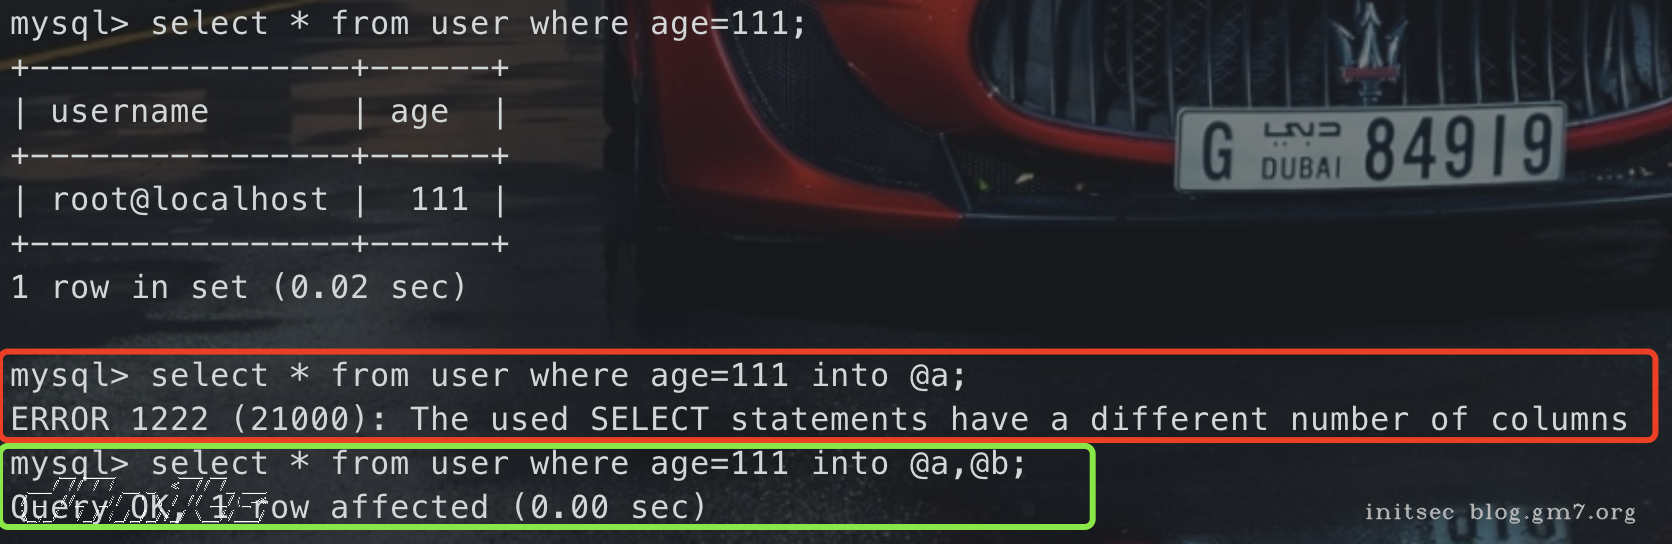 mysql> select * from user where age=111;
+----------------+------+
| username       | age  |
+----------------+------+
| root@localhost |  111 |
+----------------+------+
1 row in set (0.02 sec)
mysql> select * from user where age=111 into @a;
ERROR 1222 (21000): The used SELECT statements have a different number of columns
mysql> select * from user where age=111 into @a,@b;
Query OK, 1 row affected (0.00 sec)
G دبي DUBAI 84919
initsec blog.gm7.org